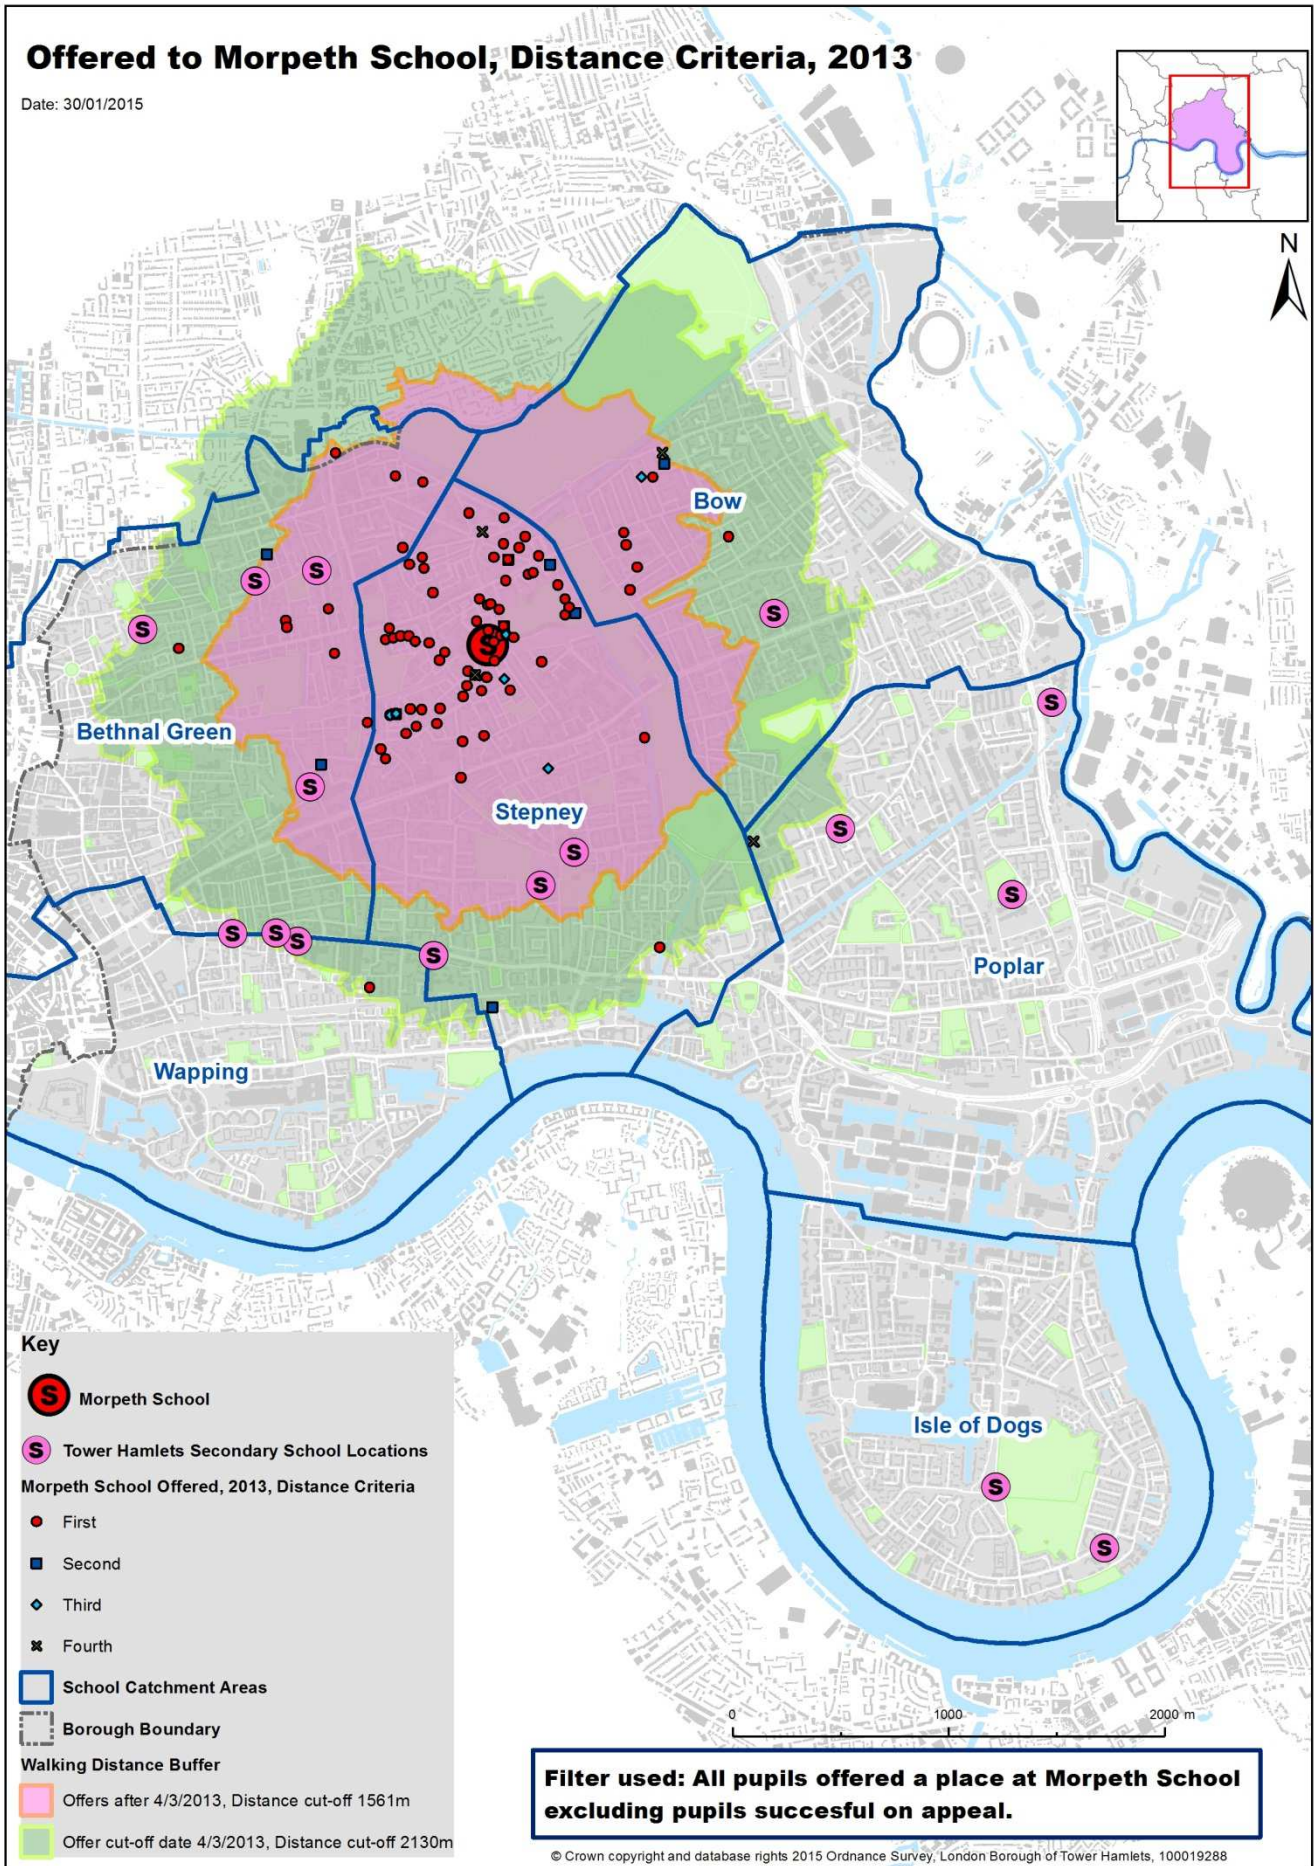 Offered to Morpeth School, Distance Criteria, 2013
Date: 30/01/2015
N
Bow
S
S
S
S
S
Bethnal Green
S
S
Stepney
S
S
S
S
S
S
S
S
S
Poplar
Wapping
Isle of Dogs
S
S
Key
S Morpeth School
S Tower Hamlets Secondary School Locations
Morpeth School Offered, 2013, Distance Criteria
First
Second
Third
Fourth
School Catchment Areas
Borough Boundary
Walking Distance Buffer
Offers after 4/3/2013, Distance cut-off 1561m
Offer cut-off date 4/3/2013, Distance cut-off 2130m
0 1000 2000 m
Filter used: All pupils offered a place at Morpeth School
excluding pupils succesful on appeal.
© Crown copyright and database rights 2015 Ordnance Survey, London Borough of Tower Hamlets, 100019288